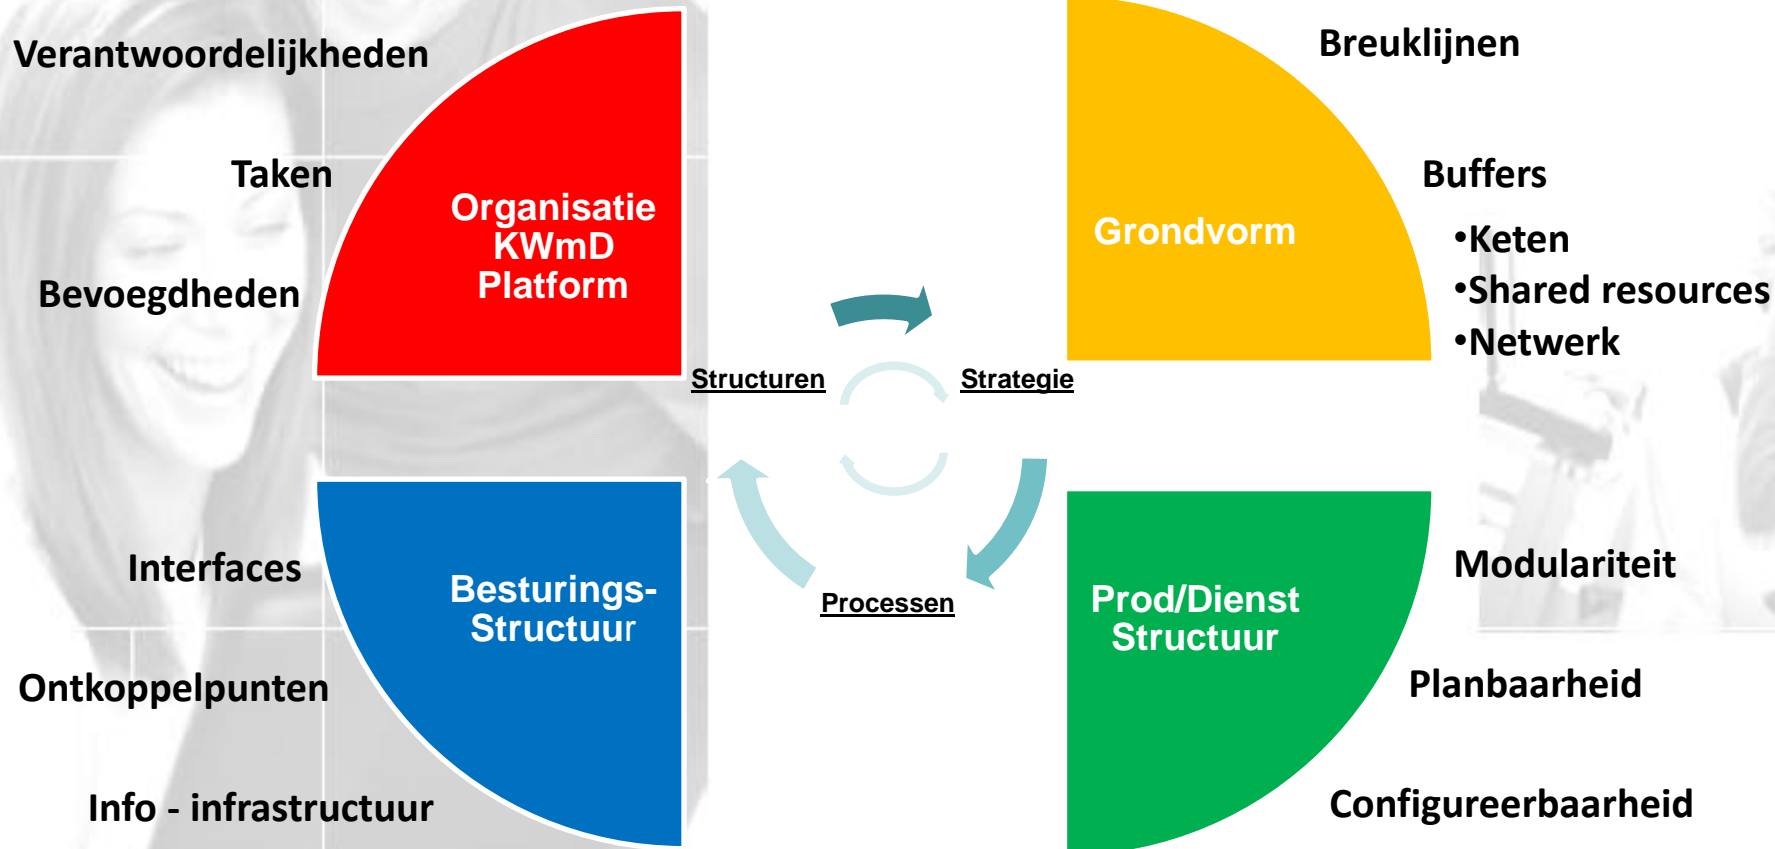 Verantwoordelijkheden
Taken
Bevoegdheden
Organisatie
KWmD
Platform
Breuklijnen
Buffers
•Keten
•Shared resources
•Netwerk
Grondvorm
Structuren
Strategie
Processen
Interfaces
Ontkoppelpunten
Info - infrastructuur
Besturings-
Structuur
Prod/Dienst
Structuur
Modulariteit
Planbaarheid
Configureerbaarheid